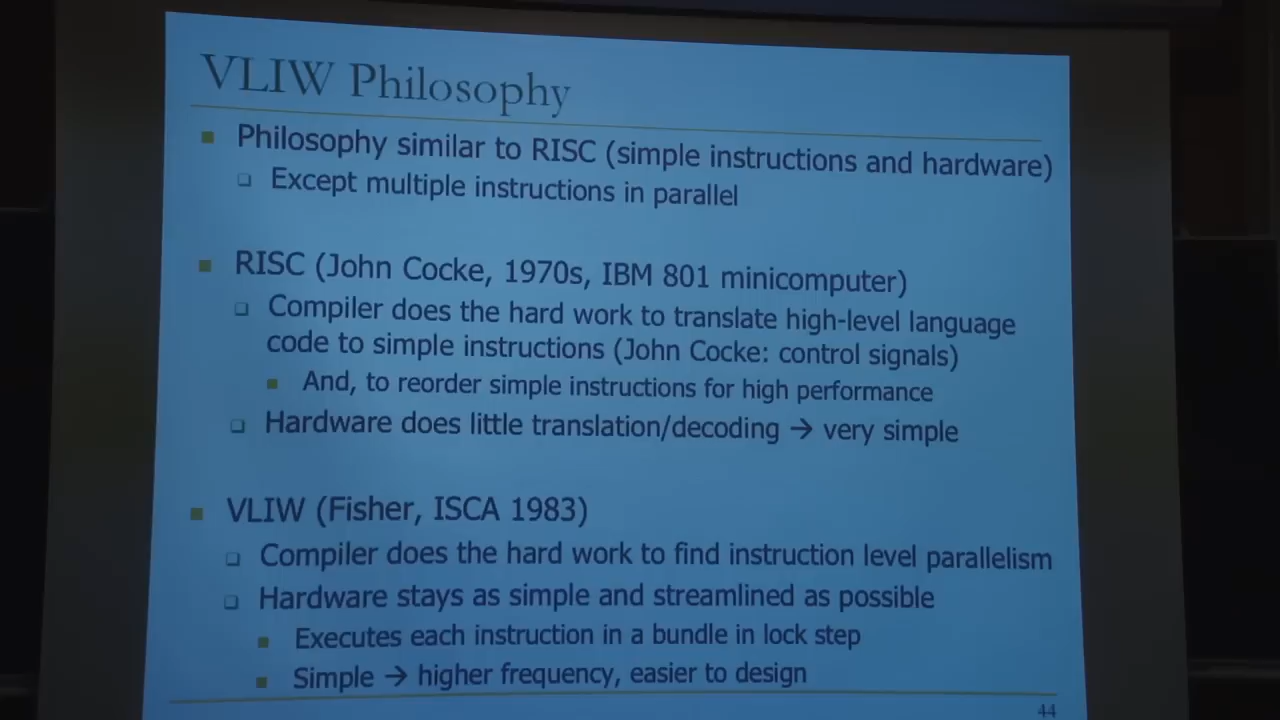 VLIW Philosophy
Philosophy similar to RISC (simple instructions and hardware)
Except multiple instructions in parallel
RISC (John Cocke, 1970s, IBM 801 minicomputer)
Compiler does the hard work to translate high-level language
code to simple instructions (John Cocke: control signals)
And, to reorder simple instructions for high performance
Hardware does little translation/decoding → very simple
VLIW (Fisher, ISCA 1983)
Compiler does the hard work to find instruction level parallelism
Hardware stays as simple and streamlined as possible
Executes each instruction in a bundle in lock step
Simple → higher frequency, easier to design
44